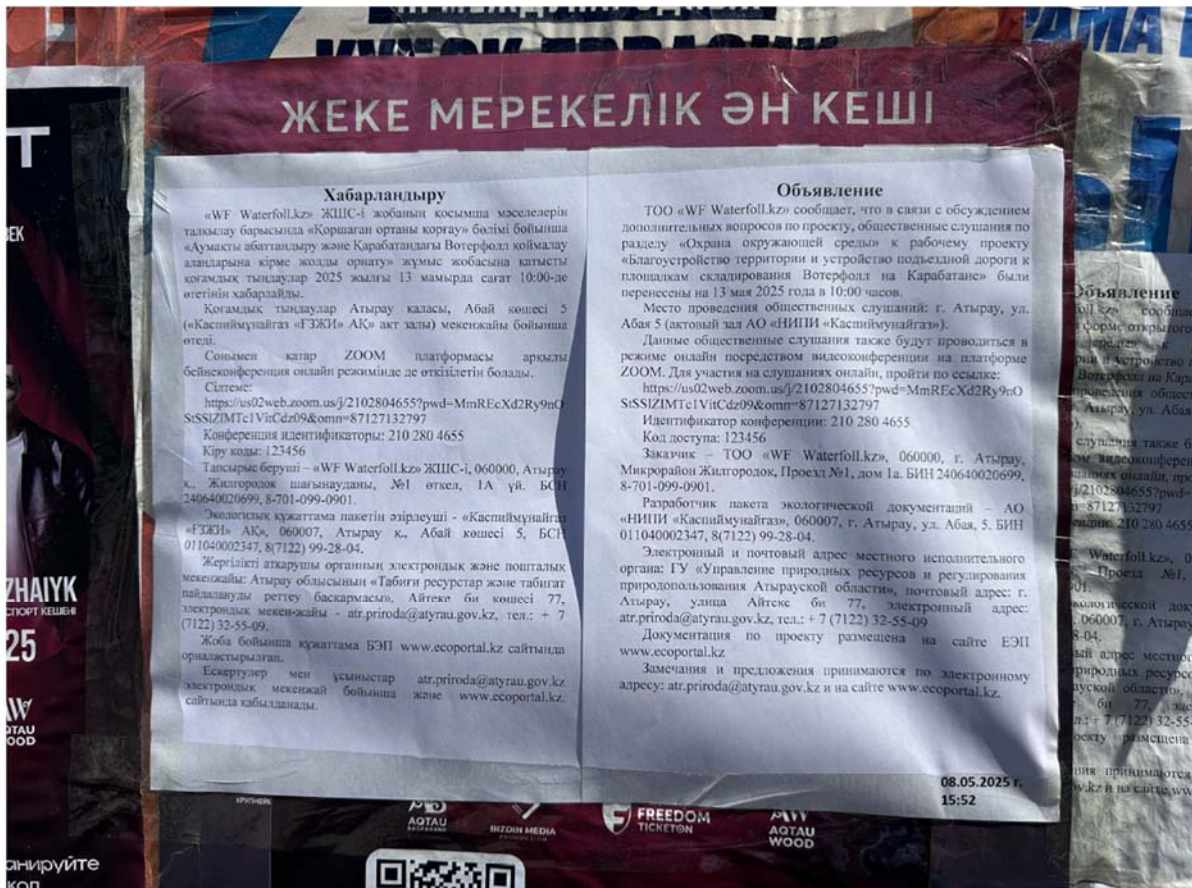 ЖЕКЕ МЕРЕКЕЛІК ӘН КЕШІ
Хабарландыру
«WF Waterfoll.kz» ЖШС-і жобаның қосымша мәселелерін
талқылау барысында «Қоршаған ортаны қорғау» бөлімі бойынша
«Аумақты абаттандыру және Қарабатандағы Вотерфолл қоймалау
алаңдарына кірме жолды орнату» жұмыс жобасына қатысты
қоғамдық тыңдаулар 2025 жылғы 13 мамырда сағат 10:00-де
өтетінін хабарлайды.
Қоғамдық тыңдаулар Атырау қаласы, Абай көшесі 5
(«Каспиймұнайгаз «ҒЗЖИ» АҚ» акт залы) мекенжайы бойынша
өтеді.
Сонымен қатар ZOOM платформасы арқылы
бейнеконференция онлайн режимінде де өткізілетін болады.
Сілтеме:
https://us02web.zoom.us/j/2102804655?pwd=MmREcXd2Ry9nO
StSSlZIMTc1VitCdz09&omn=87127132797
Конференция идентификаторы: 210 280 4655
Кіру коды: 123456
Тапсырыс беруші – «WF Waterfoll.kz» ЖШС-і, 060000, Атырау
қ., Жилгородок шағынауданы, №1 өткел, 1А үй. БСН
240640020699, 8-701-099-0901.
Экологилық құжаттама пакетін әзірлеуші - «Каспиймұнайгаз
«ҒЗЖИ» АҚ», 060007, Атырау қ., Абай көшесі 5, БСН
011040002347, 8(7122) 99-28-04.
Жергілікті атқарушы органның электрондық және пошталық
мекенжайы: Атырау облысының «Табиғи ресурстар және табиғат
пайдалануды реттеу басқармасы», Айтеке би көшесі 77,
электрондық мекен-жайы - atr.priroda@atyrau.gov.kz, тел.: + 7
(7122) 32-55-09.
Жоба бойынша құжаттама БЭП www.ecoportal.kz сайтында
орналастырылған.
Ескертулер мен ұсыныстар atr.priroda@atyrau.gov.kz
электрондық мекенжай бойынша және www.ecoportal.kz.
сайтында қабылданады.
Объявление
ТОО «WF Waterfoll.kz» сообщает, что в связи с обсуждением
дополнительных вопросов по проекту, общественные слушания по
разделу «Охрана окружающей среды» к рабочему проекту
«Благоустройство территории и устройство подъездной дороги к
площадкам складирования Вотерфолл на Карабатане» были
перенесены на 13 мая 2025 года в 10:00 часов.
Место проведения общественных слушаний: г. Атырау, ул.
Абая 5 (актовый зал АО «НИПИ «Каспиймунайгаз»).
Данные общественные слушания также будут проводиться в
режиме онлайн посредством видеоконференции на платформе
ZOOM. Для участия на слушаниях онлайн, пройти по ссылке:
https://us02web.zoom.us/j/2102804655?pwd=MmREcXd2Ry9nO
StSSlZIMTc1VitCdz09&omn=87127132797
Идентификатор конференции: 210 280 4655
Код доступа: 123456
Заказчик – ТОО «WF Waterfoll.kz», 060000, г. Атырау,
Микрорайон Жилгородок, Проезд №1, дом 1а. БИН 240640020699,
8-701-099-0901.
Разработчик пакета экологической документаций – АО
«НИПИ «Каспиймунайгаз», 060007, г. Атырау, ул. Абая, 5. БИН
011040002347, 8(7122) 99-28-04.
Электронный и почтовый адрес местного исполнительного
органа: ГУ «Управление природных ресурсов и регулирования
природопользования Атырауской области», почтовый адрес: г.
Атырау, улица Айтеке би 77, электронный адрес:
atr.priroda@atyrau.gov.kz, тел.: + 7 (7122) 32-55-09
Документация по проекту размещена на сайте ЕЭП
www.ecoportal.kz
Замечания и предложения принимаются по электронному
адресу: atr.priroda@atyrau.gov.kz и на сайте www.ecoportal.kz.
08.05.2025 г.
15:52
Объявление
ZHAIYK
СПОРТ КЕШЕНІ
25
AW
AQTAU
WOOD
AQTAU
BIZDIN MEDIA
FREEDOM
TICKETON
AW
AQTAU
WOOD